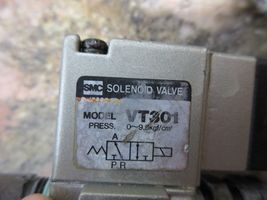 SMC SOLENOID VALVE
MODEL VT301
PRESS. 0~9.9kgf/cm²
A
P R